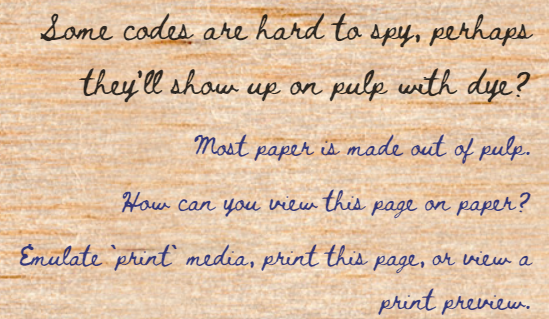 Some codes are hard to spy, perhaps
they'll show up on pulp with dye?
Most paper is made out of pulp.
How can you view this page on paper?
Emulate `print` media, print this page, or view a
print preview.